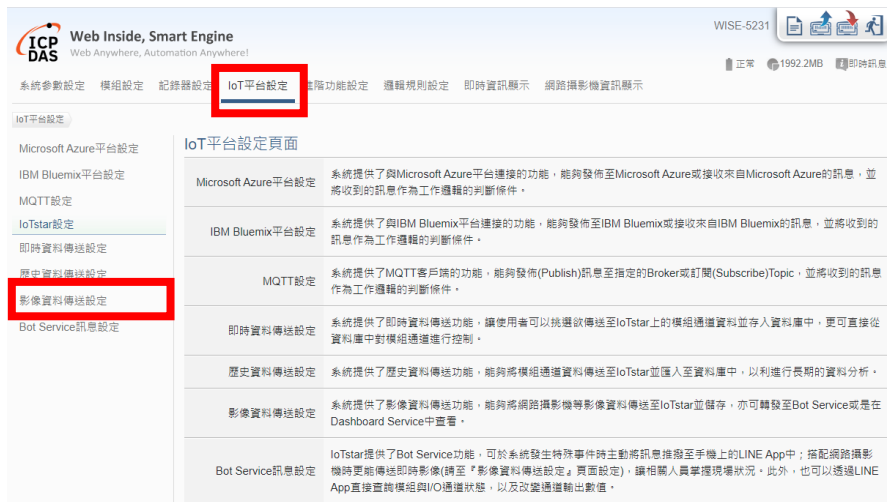 ICP DAS
Web Inside, Smart Engine
Web Anywhere, Automation Anywhere!
WISE-5231
正常 1992.2MB 即時訊息
系統參數設定 模組設定 記錄器設定 IoT平台設定 進階功能設定 邏輯規則設定 即時資訊顯示 網路攝影機資訊顯示
IoT平台設定
Microsoft Azure平台設定
IBM Bluemix平台設定
MQTT設定
IoTstar設定
即時資料傳送設定
歷史資料傳送設定
影像資料傳送設定
Bot Service訊息設定
IoT平台設定頁面
Microsoft Azure平台設定
系統提供了與Microsoft Azure平台連接的功能，能夠發佈至Microsoft Azure或接收來自Microsoft Azure的訊息，並
將收到的訊息作為工作邏輯的判斷條件。
IBM Bluemix平台設定
系統提供了與IBM Bluemix平台連接的功能，能夠發佈至IBM Bluemix或接收來自IBM Bluemix的訊息，並將收到的
訊息作為工作邏輯的判斷條件。
MQTT設定
系統提供了MQTT客戶端的功能，能夠發佈(Publish)訊息至指定的Broker或訂閱(Subscribe)Topic，並將收到的訊息
作為工作邏輯的判斷條件。
即時資料傳送設定
系統提供了即時資料傳送功能，讓使用者可以挑選欲傳送至IoTstar上的模組通道資料並存入資料庫中，更可直接從
資料庫中對模組通道進行控制。
歷史資料傳送設定
系統提供了歷史資料傳送功能，能夠將模組通道資料傳送至IoTstar並匯入至資料庫中，以利進行長期的資料分析。
影像資料傳送設定
系統提供了影像資料傳送功能，能夠將網路攝影機等影像資料傳送至IoTstar並儲存，亦可轉發至Bot Service或是在
Dashboard Service中查看。
Bot Service訊息設定
IoTstar提供了Bot Service功能，可於系統發生特殊事件時主動將訊息推撥至手機上的LINE App中；搭配網路攝影
機時更能傳送即時影像(請至『影像資料傳送設定』頁面設定)，讓相關人員掌握現場狀況。此外，也可以透過LINE
App直接查詢模組與I/O通道狀態，以及改變通道輸出數值。